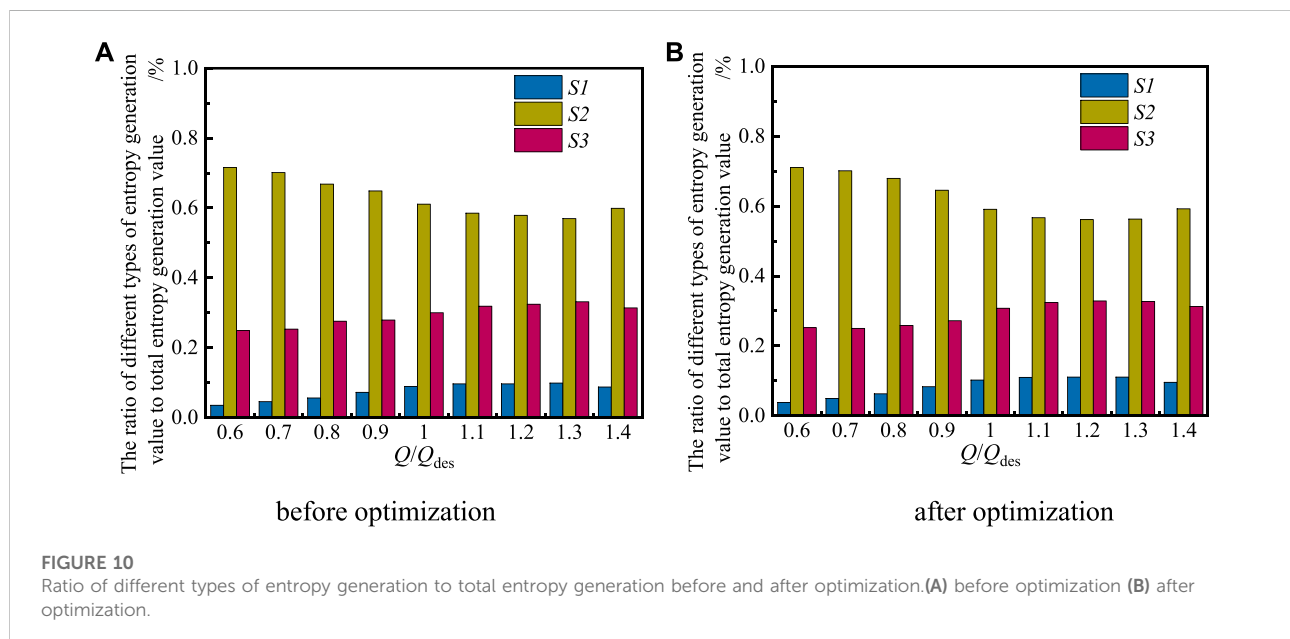 A
The ratio of different types of entropy generation
value to total entropy generation value /%
1.0
0.8
0.6
0.4
0.2
0.0
S1
S2
S3
0.6 0.7 0.8 0.9 1 1.1 1.2 1.3 1.4
Q/Qdes
before optimization
B
The ratio of different types of entropy generation
value to total entropy generation value /%
1.0
0.8
0.6
0.4
0.2
0.0
S1
S2
S3
0.6 0.7 0.8 0.9 1 1.1 1.2 1.3 1.4
Q/Qdes
after optimization
FIGURE 10
Ratio of different types of entropy generation to total entropy generation before and after optimization.(A) before optimization (B) after
optimization.